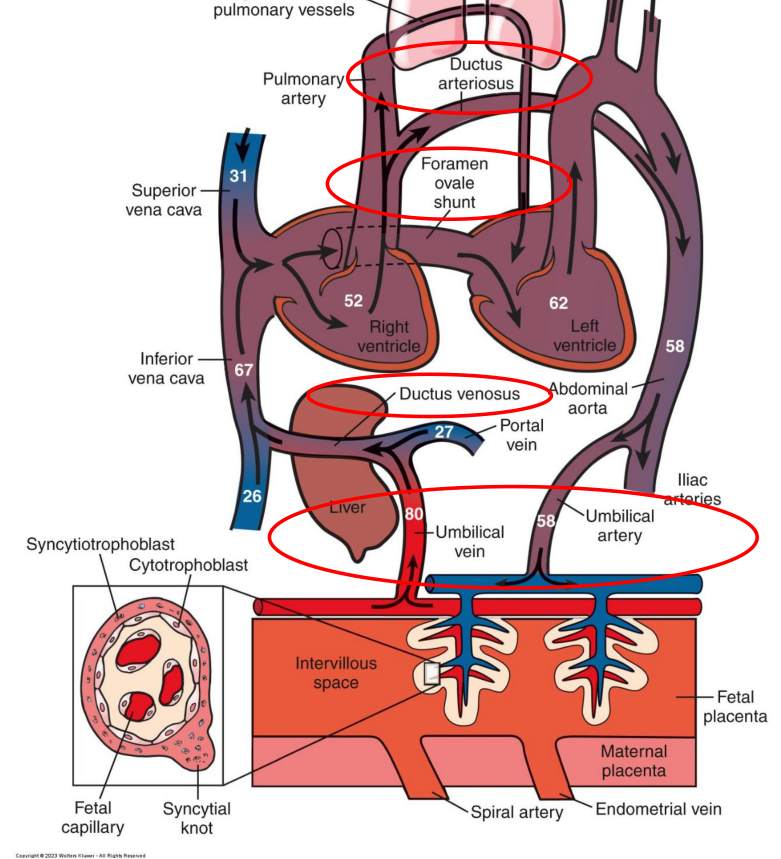 pulmonary vessels
Ductus
arteriosus
Pulmonary
artery
Foramen
ovale
shunt
31
Superior
vena cava
52
Right
ventricle
62
Left
ventricle
58
Inferior
vena cava
67
Ductus venosus
Abdominal
aorta
27
Portal
vein
26
Liver
80
Umbilical
vein
58
Umbilical
artery
Iliac
arteries
Syncytiotrophoblast
Cytotrophoblast
Intervillous
space
Fetal
placenta
Maternal
placenta
Fetal
capillary
Syncytial
knot
Spiral artery
Endometrial vein
Copyright © 2023 Wolters Kluwer - All Rights Reserved